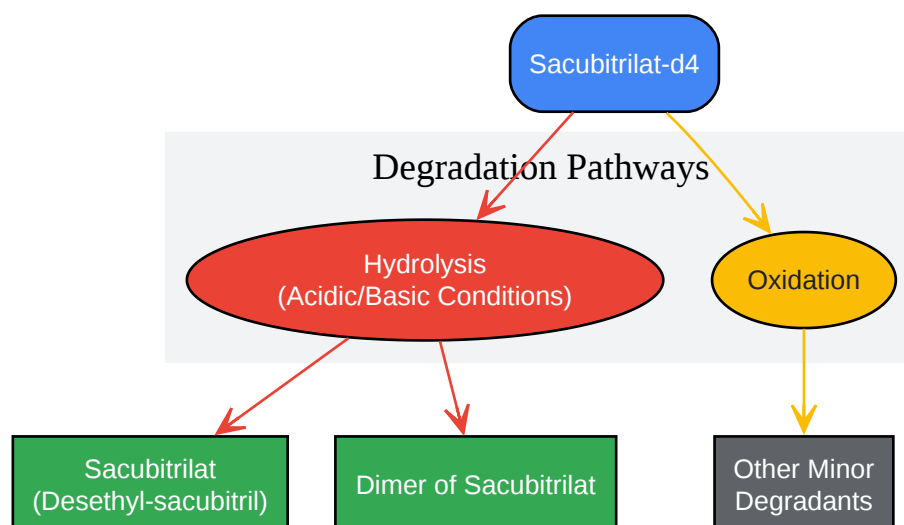 Sacubitrilat-d4
Degradation Pathways
Hydrolysis
(Acidic/Basic Conditions)
Oxidation
Sacubitrilat
(Desethyl-sacubitril)
Dimer of Sacubitrilat
Other Minor
Degradants